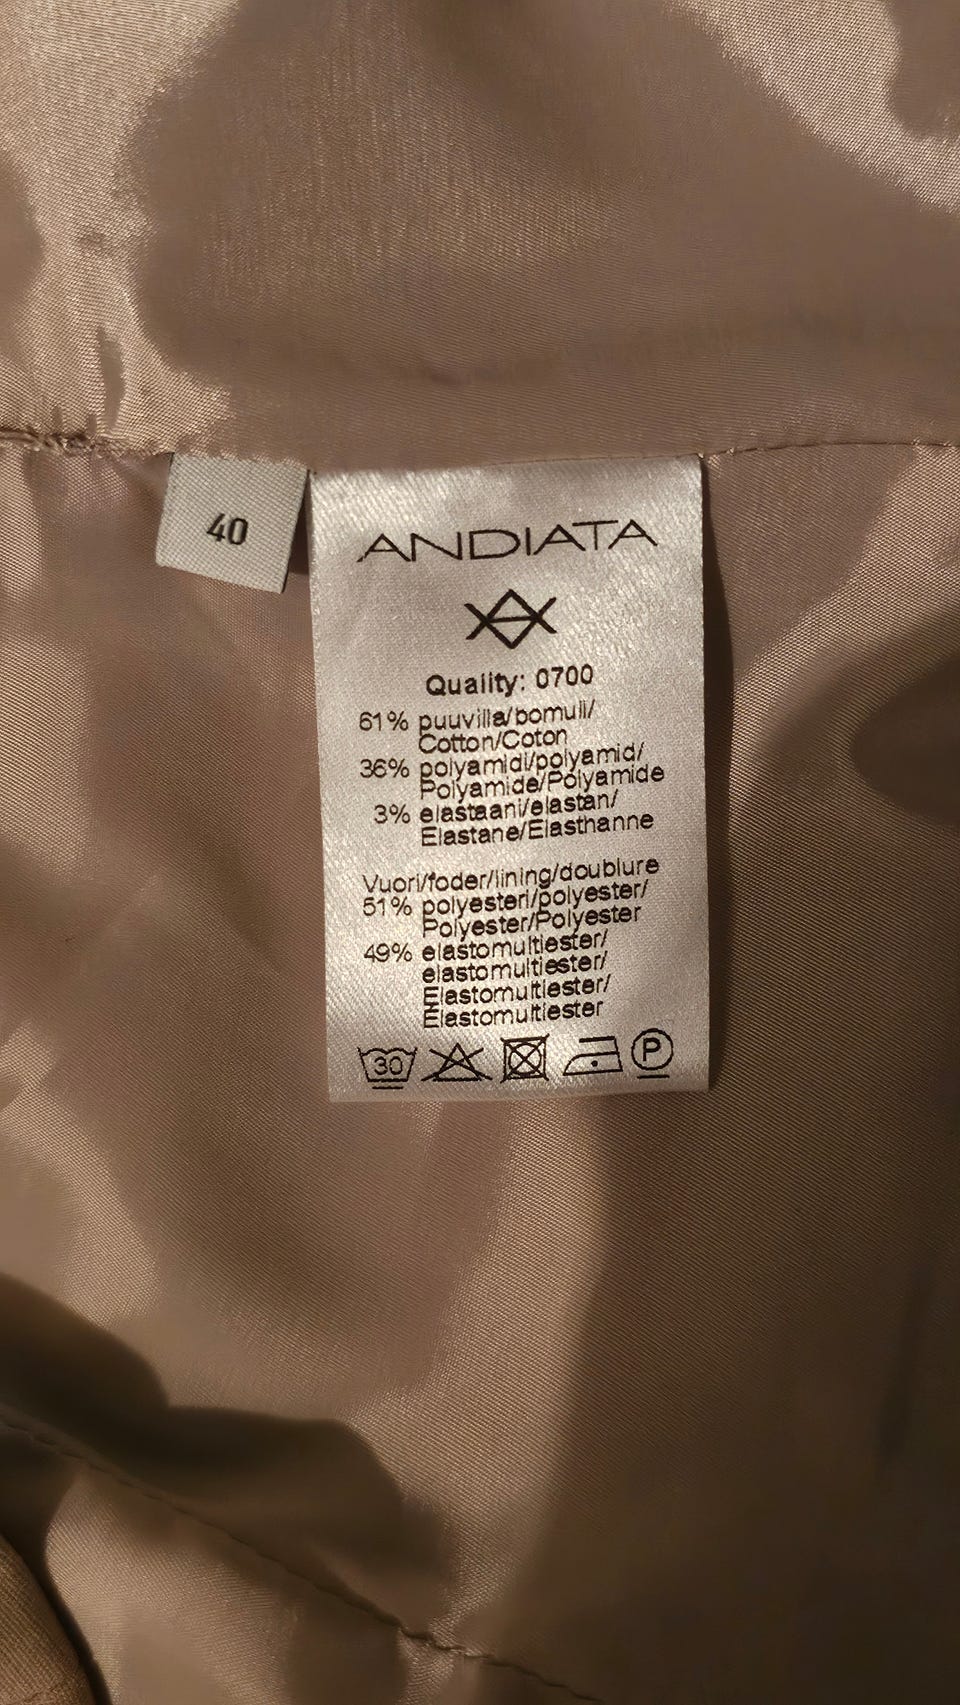 40
ANDIATA
Quality: 0700
61% puuvilla/bomull/
Cotton/Coton
36% polyamidi/polyamid/
Polyamide/Polyamide
3% elastaani/elastan/
Elastane/Elasthanne
Vuori/foder/lining/doublure
51% polyesteri/polyester/
Polyester/Polyester
49% elastomultiester/
elastomultiester/
Elastomultiester/
Elastomultiester
30 P